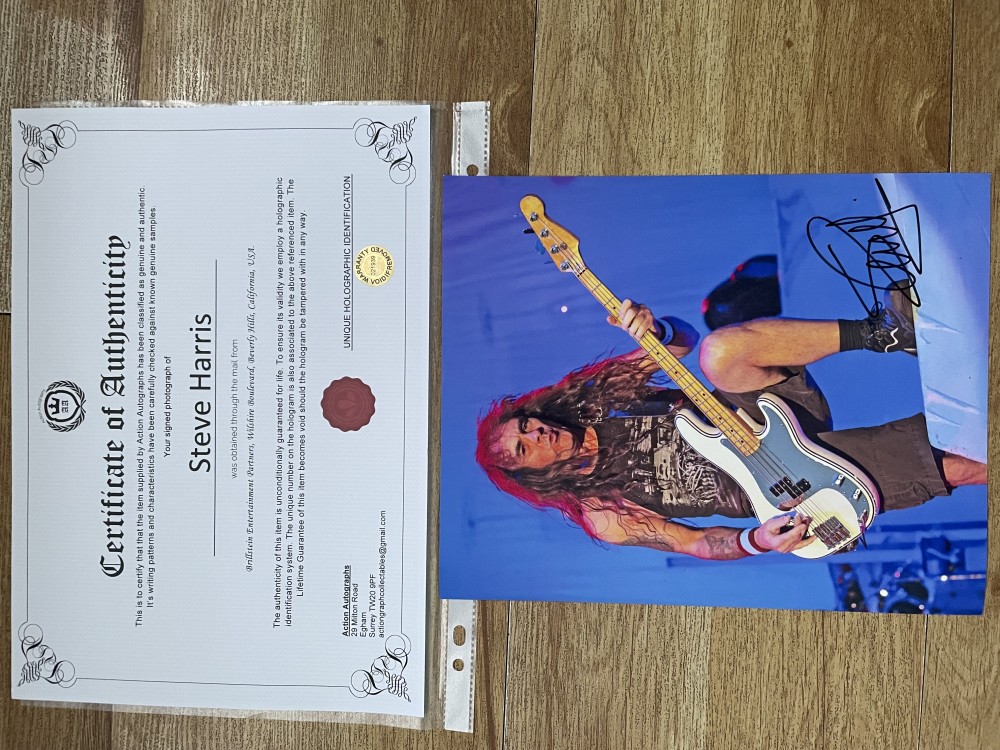 Certificate of Authenticity
This is to certify that that the item supplied by Action Autographs has been classified as genuine and authentic.
It's writing patterns and characteristics have been carefully checked against known genuine samples.
Your signed photograph of
Steve Harris
was obtained through the mail from
Brillstein Entertainment Partners, Wilshire Boulevard, Beverly Hills, California, USA.
The authenticity of this item is unconditionally guaranteed for life. To ensure its validity we employ a holographic
identification system. The unique number on the hologram is also associated to the above referenced item. The
Lifetime Guarantee of this item becomes void should the hologram be tampered with in any way.
Action Autographs
29 Milton Road
Egham
Surrey TW20 9PF
actiongraphcollectables@gmail.com
UNIQUE HOLOGRAPHIC IDENTIFICATION
WARRANTY VOID IF REMOVED